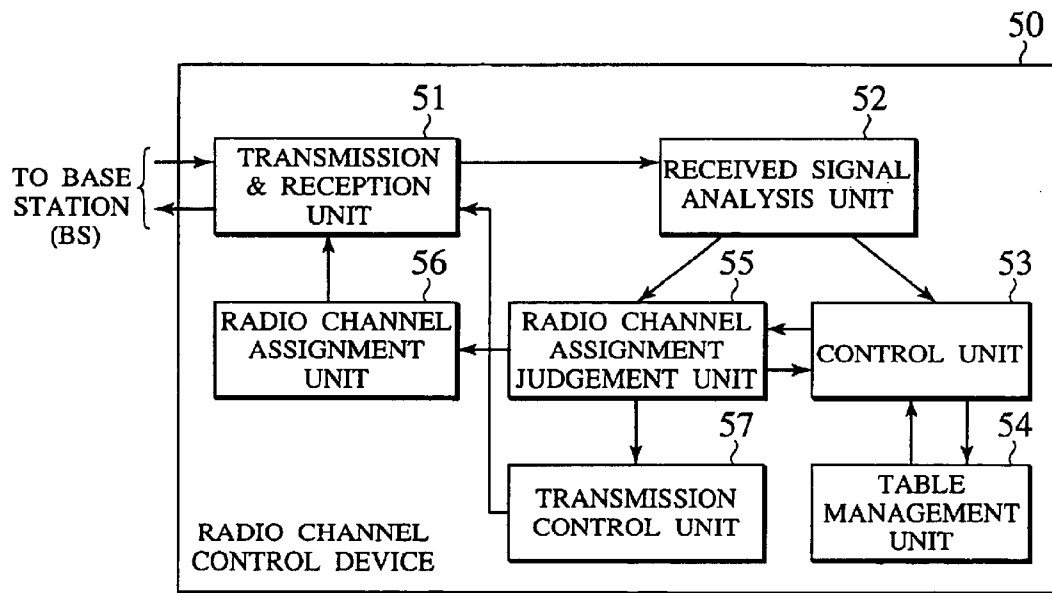 50
51
TRANSMISSION
& RECEPTION
UNIT
52
RECEIVED SIGNAL
ANALYSIS UNIT
TO BASE
STATION
(BS)
56
RADIO CHANNEL
ASSIGNMENT
UNIT
55
RADIO CHANNEL
ASSIGNMENT
JUDGEMENT UNIT
53
CONTROL UNIT
57
TRANSMISSION
CONTROL UNIT
54
TABLE
MANAGEMENT
UNIT
RADIO CHANNEL
CONTROL DEVICE